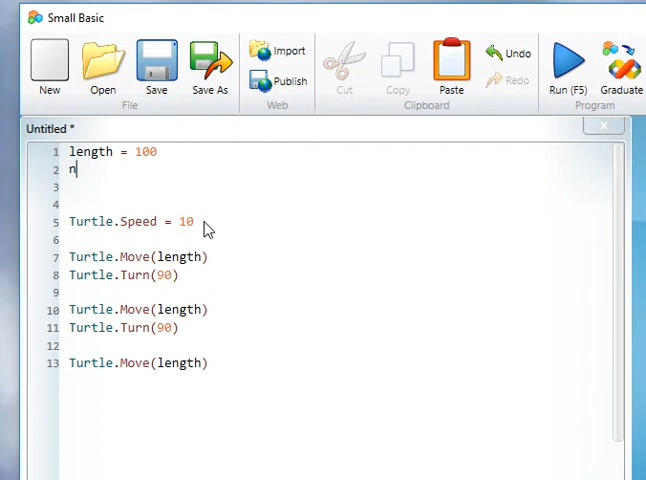 Small Basic
New
Open
Save
Save As
Import
Publish
Cut
Copy
Paste
Undo
Redo
Run (F5)
Graduate
File
Web
Clipboard
Program
Untitled *
x
1 length = 100
2 n
3
4
5 Turtle.Speed = 10
6
7 Turtle.Move(length)
8 Turtle.Turn(90)
9
10 Turtle.Move(length)
11 Turtle.Turn(90)
12
13 Turtle.Move(length)